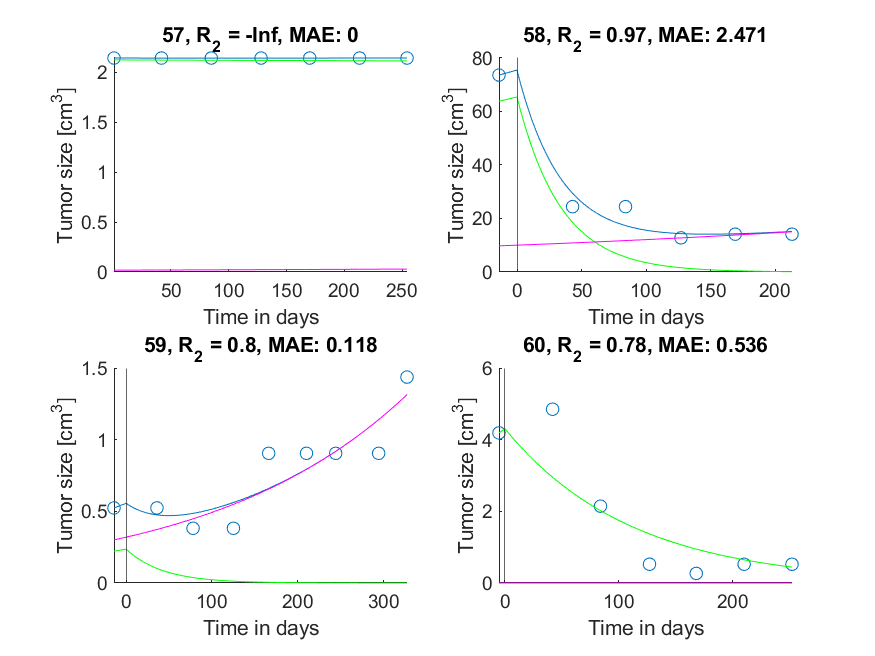 57, R2 = -Inf, MAE: 0
Tumor size [cm3]
2
1.5
1
0.5
0
50 100 150 200 250
Time in days
58, R2 = 0.97, MAE: 2.471
Tumor size [cm3]
80
60
40
20
0
0 50 100 150 200
Time in days
59, R2 = 0.8, MAE: 0.118
Tumor size [cm3]
1.5
1
0.5
0
0 100 200 300
Time in days
60, R2 = 0.78, MAE: 0.536
Tumor size [cm3]
6
4
2
0
0 100 200
Time in days